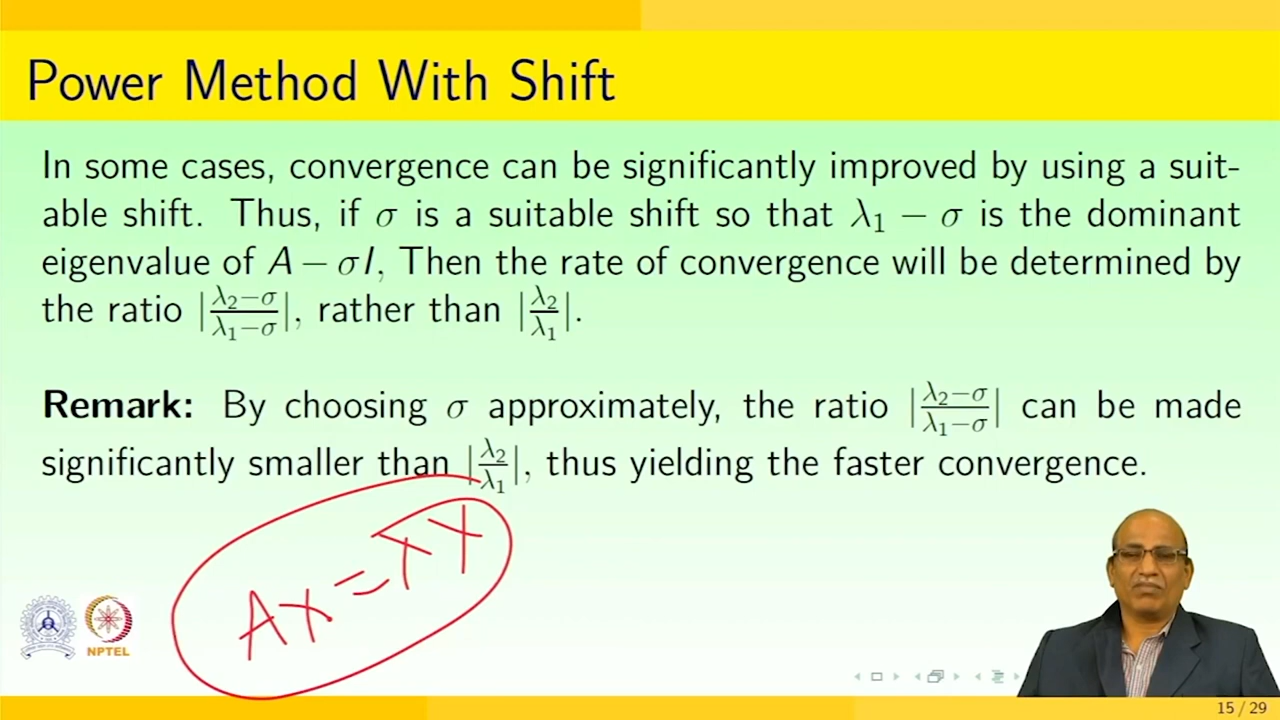 Power Method With Shift
In some cases, convergence can be significantly improved by using a suit-
able shift. Thus, if σ is a suitable shift so that λ₁ − σ is the dominant
eigenvalue of A − σI, Then the rate of convergence will be determined by
the ratio |(λ₂−σ)/(λ₁−σ)|, rather than |λ₂/λ₁|.
Remark: By choosing σ approximately, the ratio |(λ₂−σ)/(λ₁−σ)| can be made
significantly smaller than |λ₂/λ₁|, thus yielding the faster convergence.
NPTEL
15 / 29